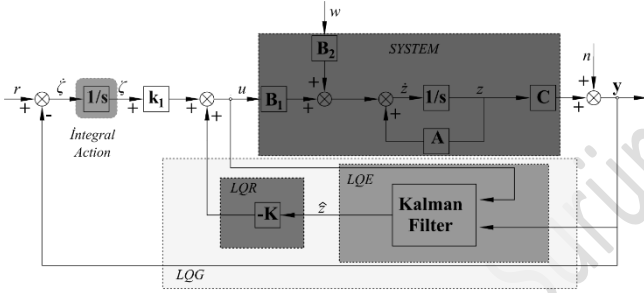 w
B₂
SYSTEM
n
r
ζ̇
1/s
ζ
k₁
u
B₁
ż
1/s
z
C
y
+
-
+
+
+
+
+
+
+
+
+
A
İntegral
Action
LQR
-K
ẑ
LQE
Kalman
Filter
LQG